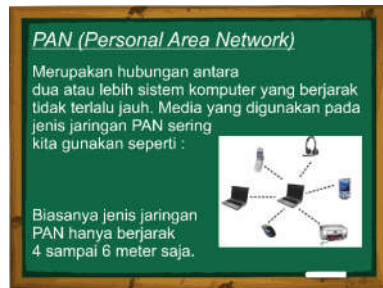 PAN (Personal Area Network)
Merupakan hubungan antara
dua atau lebih sistem komputer yang berjarak
tidak terlalu jauh. Media yang digunakan pada
jenis jaringan PAN sering
kita gunakan seperti :
Biasanya jenis jaringan
PAN hanya berjarak
4 sampai 6 meter saja.